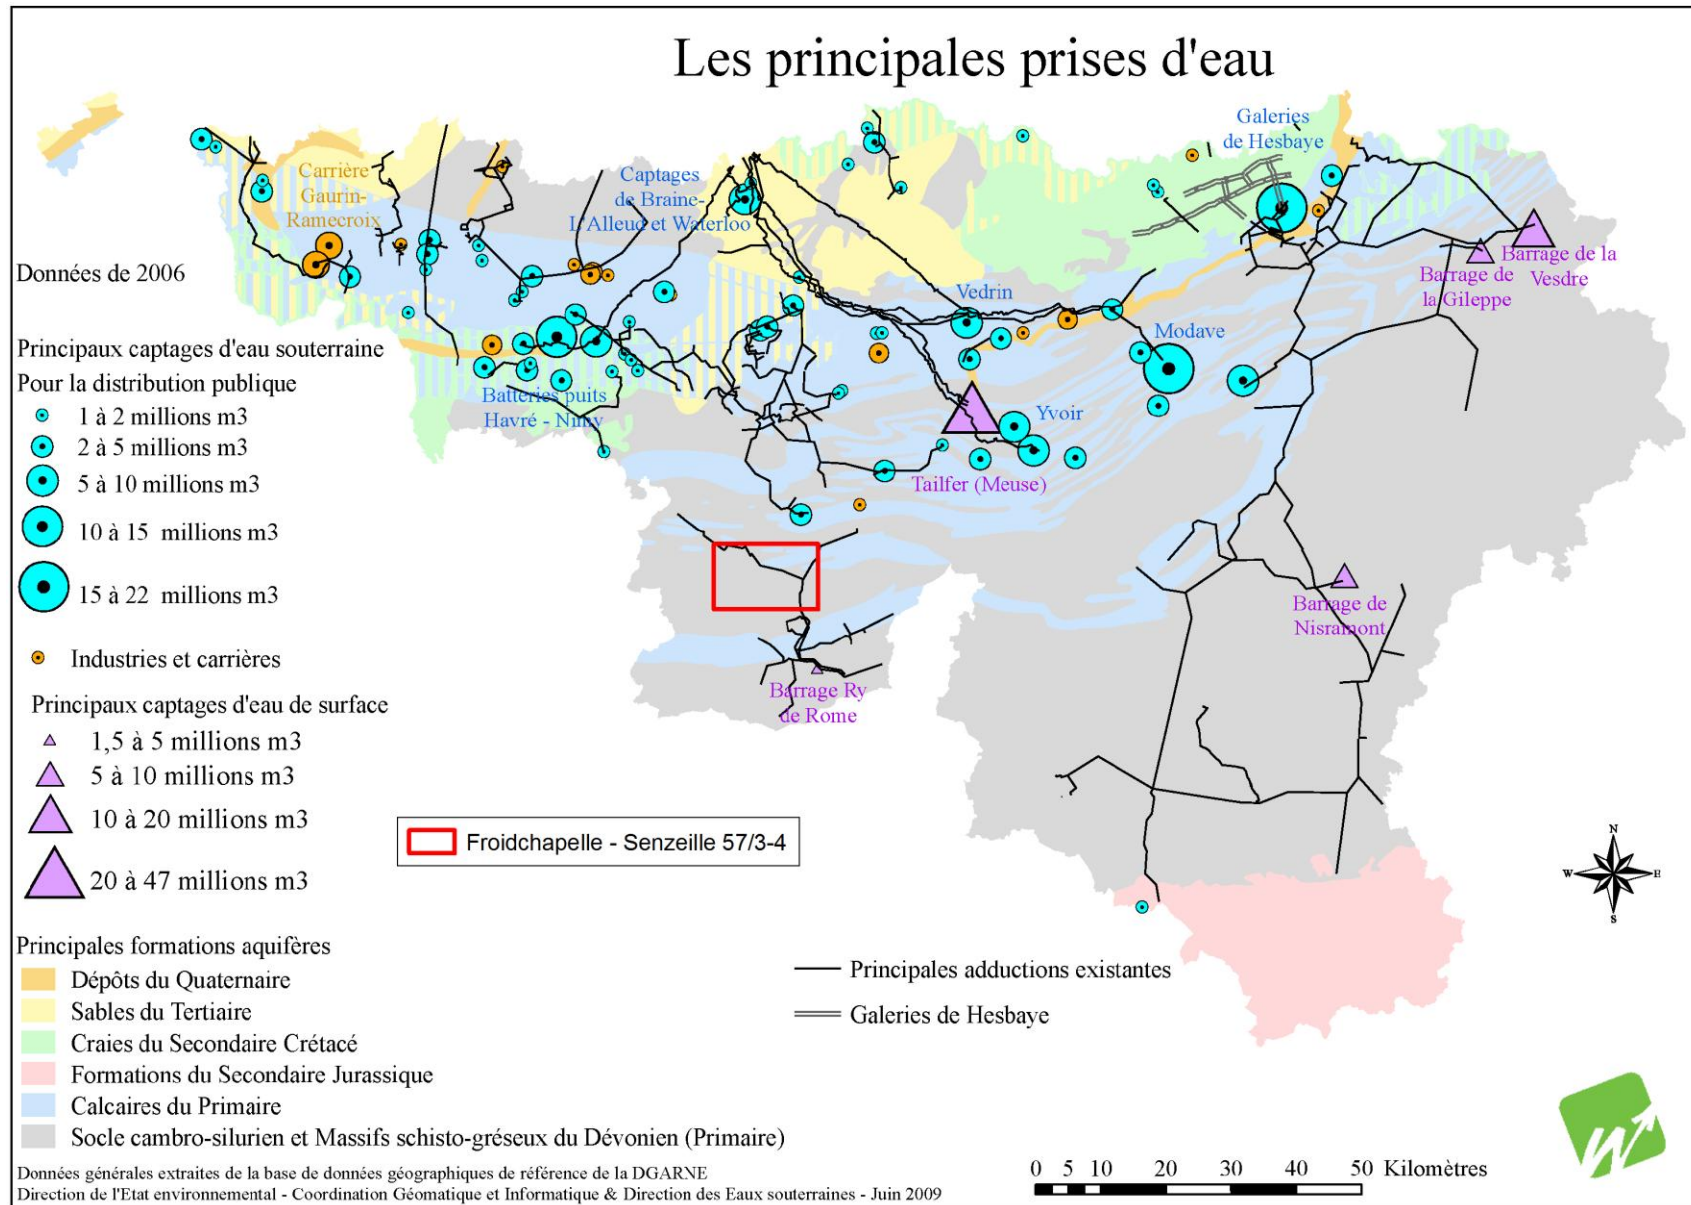 Les principales prises d'eau
Galeries
de Hesbaye
Carrière
Gaurin-
Ramecroix
Captages
de Braine-
L'Alleud et Waterloo
Barrage de la
Vesdre
Barrage de
la Gileppe
Données de 2006
Vedrin
Modave
Principaux captages d'eau souterraine
Pour la distribution publique
1 à 2 millions m3
2 à 5 millions m3
5 à 10 millions m3
10 à 15 millions m3
15 à 22 millions m3
Batteries puits
Havré - Nimy
Yvoir
Tailfer (Meuse)
Barrage de
Nisramont
Industries et carrières
Barrage Ry
de Rome
Principaux captages d'eau de surface
1,5 à 5 millions m3
5 à 10 millions m3
10 à 20 millions m3
20 à 47 millions m3
Froidchapelle - Senzeille 57/3-4
N
W
E
S
Principales formations aquifères
Dépôts du Quaternaire
Sables du Tertiaire
Craies du Secondaire Crétacé
Formations du Secondaire Jurassique
Calcaires du Primaire
Socle cambro-silurien et Massifs schisto-gréseux du Dévonien (Primaire)
Principales adductions existantes
Galeries de Hesbaye
Données générales extraites de la base de données géographiques de référence de la DGARNE
Direction de l'Etat environnemental - Coordination Géomatique et Informatique & Direction des Eaux souterraines - Juin 2009
0 5 10 20 30 40 50 Kilomètres